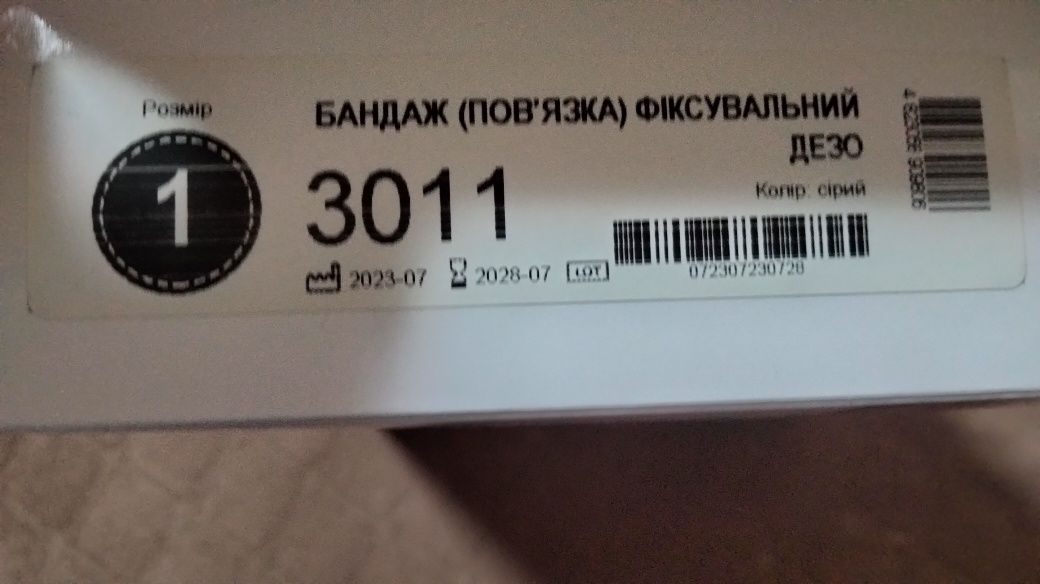 Розмір
1
БАНДАЖ (ПОВ'ЯЗКА) ФІКСУВАЛЬНИЙ
ДЕЗО
3011
Колір: сірий
2023-07 2028-07 LOT
072307230728